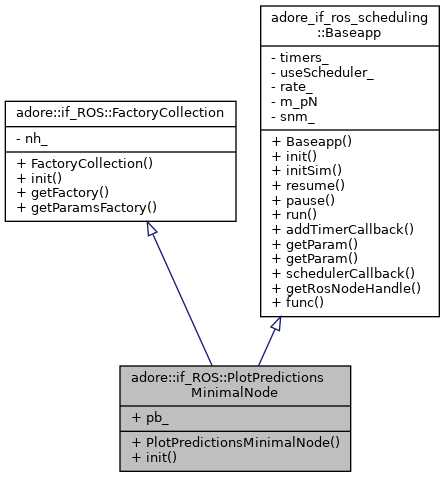 adore_if_ros_scheduling
::Baseapp
- timers_
- useScheduler_
- rate_
- m_pN
- snm_
+ Baseapp()
+ init()
+ initSim()
+ resume()
+ pause()
+ run()
+ addTimerCallback()
+ getParam()
+ getParam()
+ schedulerCallback()
+ getRosNodeHandle()
+ func()
adore::if_ROS::FactoryCollection
- nh_
+ FactoryCollection()
+ init()
+ getFactory()
+ getParamsFactory()
adore::if_ROS::PlotPredictions
MinimalNode
+ pb_
+ PlotPredictionsMinimalNode()
+ init()